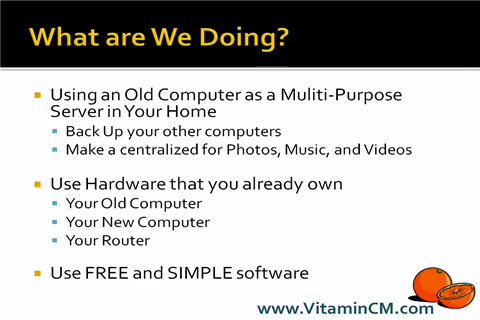 What are We Doing?
Using an Old Computer as a Muliti-Purpose
Server in Your Home
Back Up your other computers
Make a centralized for Photos, Music, and Videos
Use Hardware that you already own
Your Old Computer
Your New Computer
Your Router
Use FREE and SIMPLE software
www.VitaminCM.com